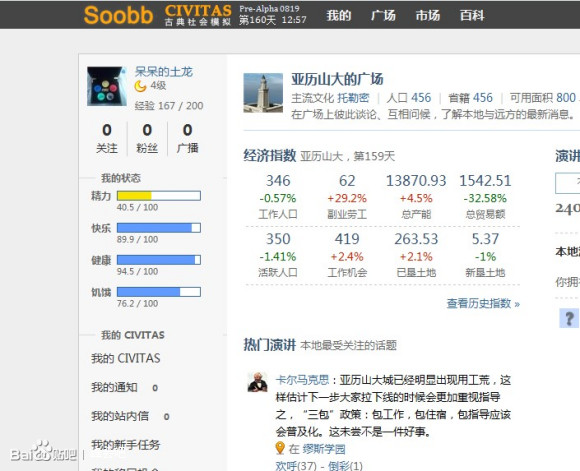 Soobb CIVITAS 古典社会模拟 Pre-Alpha 0819 第160天 12:57 我的 广场 市场 百科
呆呆的土龙
4级
经验 167 / 200
0 0 0
关注 粉丝 广播
我的状态
精力
40.5 / 100
快乐
89.9 / 100
健康
94.5 / 100
饥饿
76.2 / 100
我的 CIVITAS
我的 CIVITAS
我的通知 0
我的站内信 0
我的新手任务
亚历山大的广场
主流文化 托勒密 | 人口 456 | 省籍 456 | 可用面积 800
在广场上彼此谈论、互相问候,了解本地与远方的最新消息。
经济指数 亚历山大,第159天
346 62 13870.93 1542.51
-0.57% +29.2% +4.5% -32.58%
工作人口 副业劳工 总产能 总贸易额
350 419 263.53 5.37
-1.41% +2.4% +2.1% -1%
活跃人口 工作机会 已垦土地 新垦土地
查看历史指数 »
热门演讲 本地最受关注的话题
卡尔马克思:亚历山大城已经明显出现用工荒,这
样估计下一步大家拉下线的时候会更加重视指导
之,“三包”政策:包工作,包住宿,包指导应该
会普及化。这未尝不是一件好事。
在 缪斯学园
欢呼(37) - 倒彩(1)
演讲
240
本地
你拥
?
Bai 贴吧